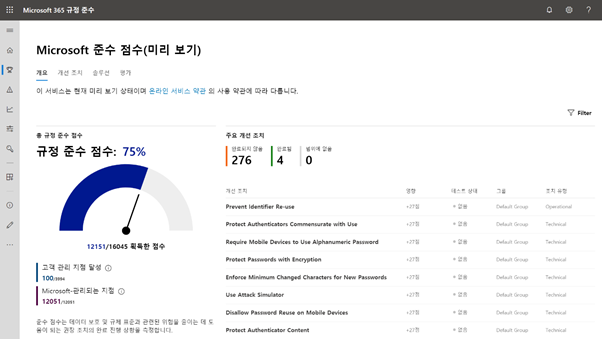 Microsoft 365 규정 준수
?
Microsoft 준수 점수(미리 보기)
개요 개선 조치 솔루션 평가
이 서비스는 현재 미리 보기 상태이며 온라인 서비스 약관 의 사용 약관에 따라 다릅니다.
Filter
총 규정 준수 점수
규정 준수 점수: 75%
12151/16045 획득한 점수
고객 관리 지점 달성
100/3994
Microsoft-관리되는 지점
12051/12051
준수 점수는 데이터 보호 및 규제 표준과 관련된 위험을 줄이는 데 도
움이 되는 권장 조치의 완료 진행 상황을 측정합니다.
주요 개선 조치
완료되지 않음 완료됨 범위에 없음
276 4 0
개선 조치 영향 테스트 상태 그룹 조치 유형
Prevent Identifier Re-use +27점 없음 Default Group Operational
Protect Authenticators Commensurate with Use +27점 없음 Default Group Technical
Require Mobile Devices to Use Alphanumeric Password +27점 없음 Default Group Technical
Protect Passwords with Encryption +27점 없음 Default Group Technical
Enforce Minimum Changed Characters for New Passwords +27점 없음 Default Group Technical
Use Attack Simulator +27점 없음 Default Group Technical
Disallow Password Reuse on Mobile Devices +27점 없음 Default Group Technical
Protect Authenticator Content +27점 없음 Default Group Technical